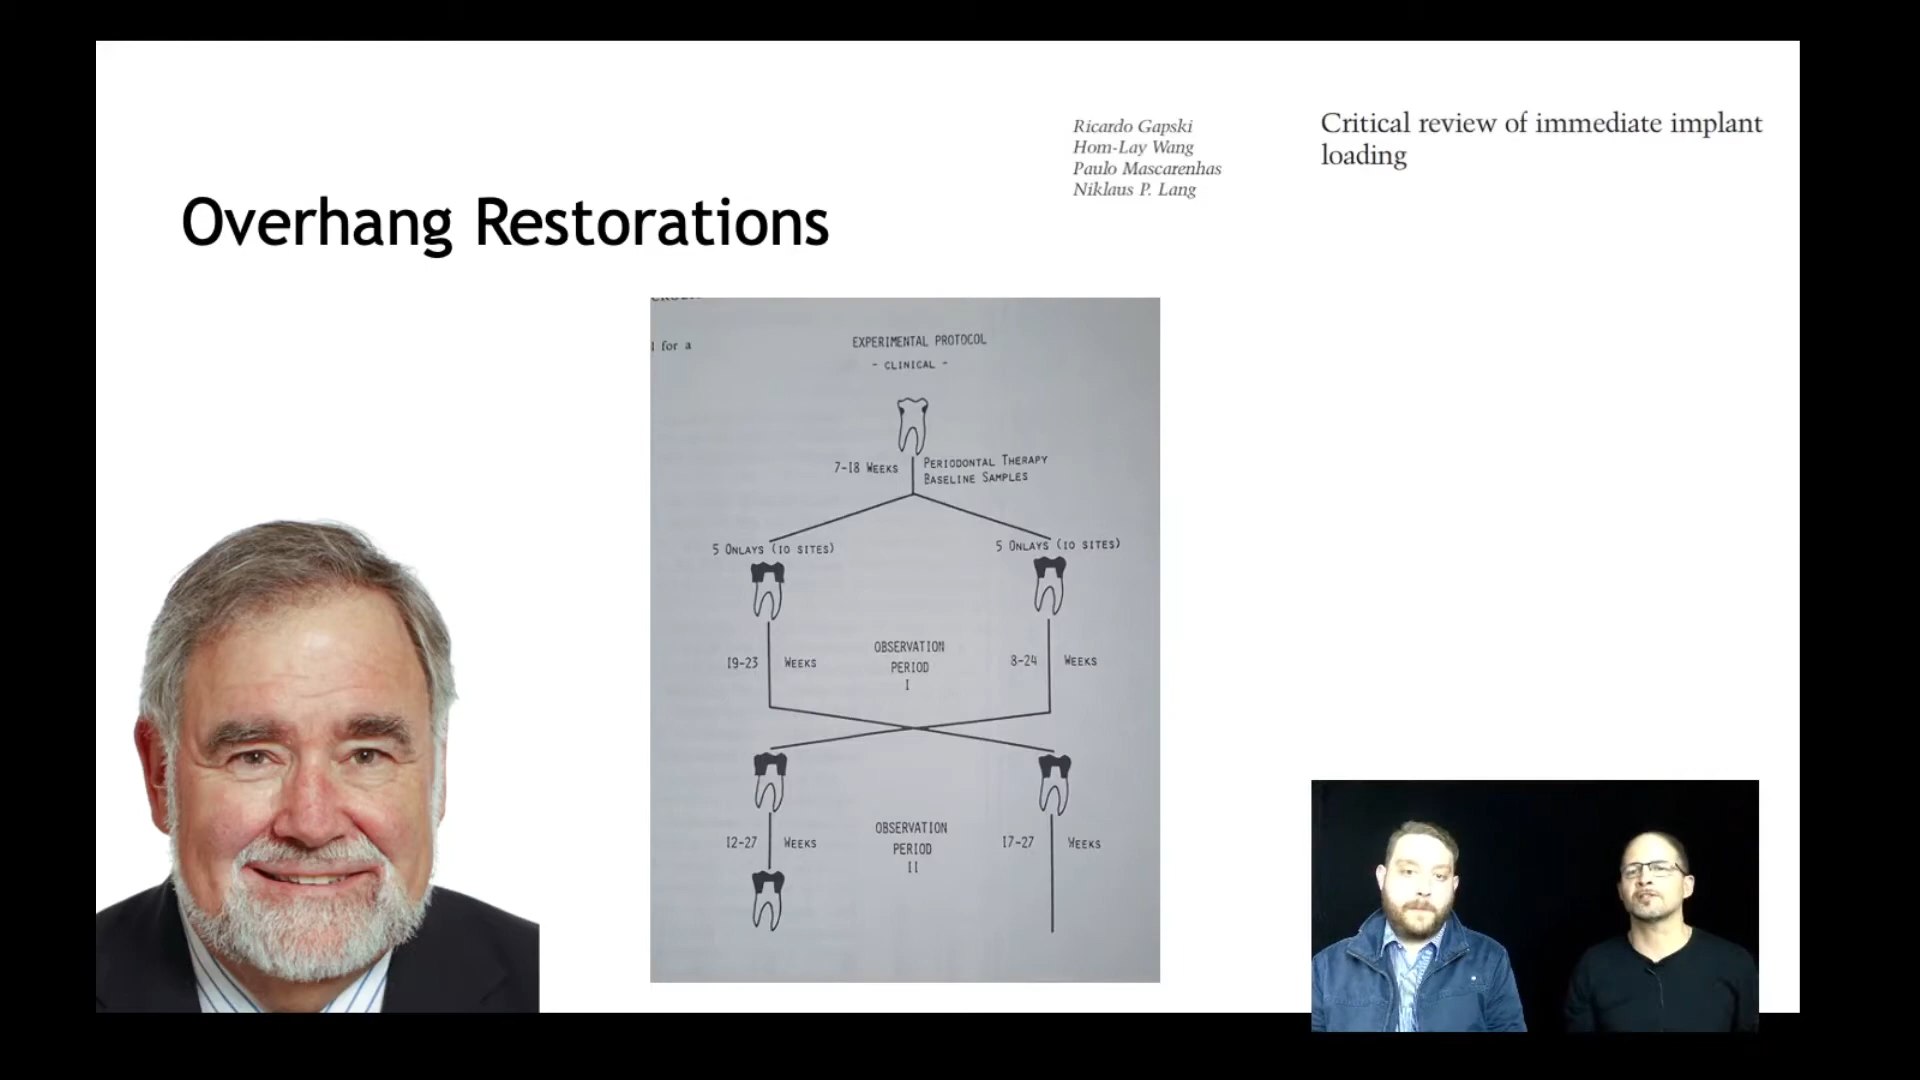 Ricardo Gapski
Hom-Lay Wang
Paulo Mascarenhas
Niklaus P. Lang
Critical review of immediate implant
loading
Overhang Restorations
for a
EXPERIMENTAL PROTOCOL
- CLINICAL -
7-18 WEEKS
PERIODONTAL THERAPY
BASELINE SAMPLES
5 ONLAYS (10 SITES)
5 ONLAYS (10 SITES)
19-23 WEEKS
OBSERVATION
PERIOD
I
8-24 WEEKS
12-27 WEEKS
OBSERVATION
PERIOD
II
17-27 WEEKS